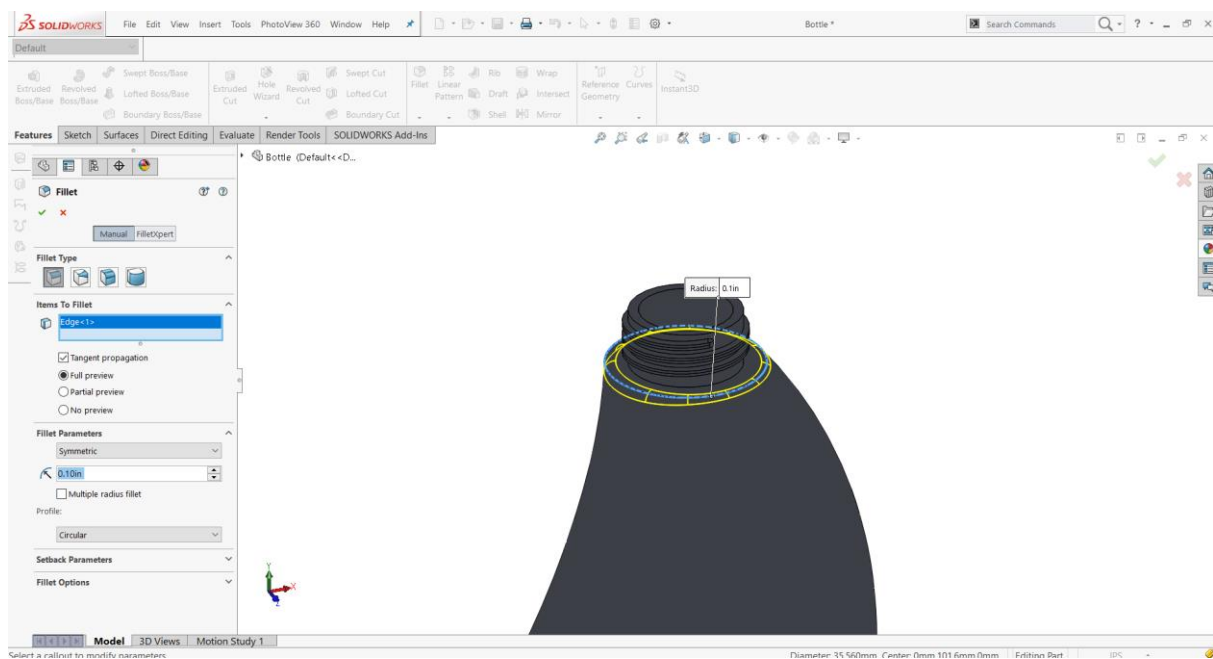 SOLIDWORKS File Edit View Insert Tools PhotoView 360 Window Help Bottle * Search Commands
Default
Extruded Boss/Base
Revolved Boss/Base
Swept Boss/Base
Lofted Boss/Base
Boundary Boss/Base
Extruded Cut
Hole Wizard
Revolved Cut
Swept Cut
Lofted Cut
Boundary Cut
Fillet
Linear Pattern
Rib
Draft
Shell
Wrap
Intersect
Mirror
Reference Geometry
Curves
Instant3D
Features Sketch Surfaces Direct Editing Evaluate Render Tools SOLIDWORKS Add-Ins
Bottle (Default<<D...
Fillet
Manual FilletXpert
Fillet Type
Items To Fillet
Edge<1>
Tangent propagation
Full preview
Partial preview
No preview
Fillet Parameters
Symmetric
0.10in
Multiple radius fillet
Profile:
Circular
Setback Parameters
Fillet Options
Radius: 0.1in
Y
X
Z
Model 3D Views Motion Study 1
Select a callout to modify parameters Diameter: 35.560mm Center: 0mm,101.6mm,0mm Editing Part IPS